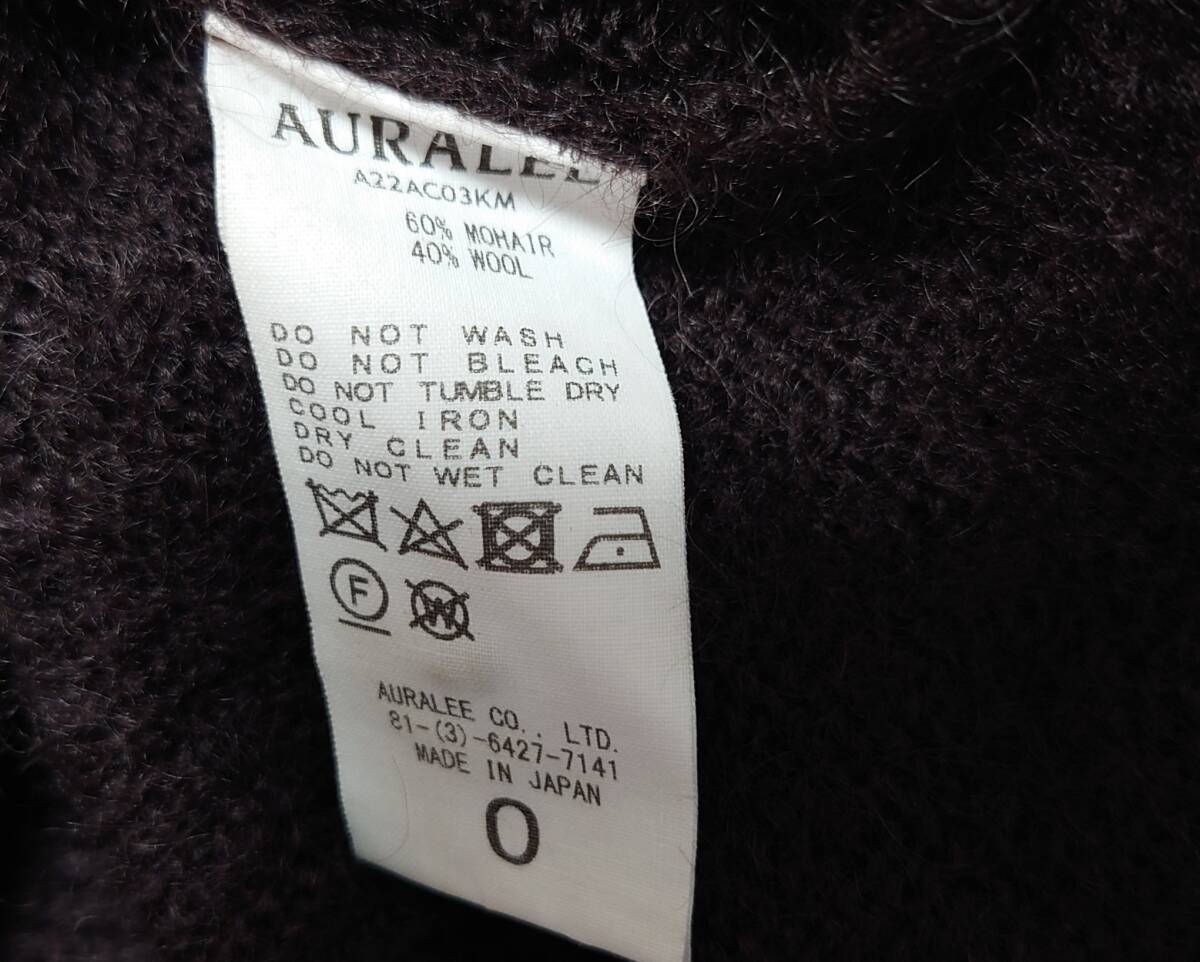 AURALEE
A22AC03KM
60% MOHAIR
40% WOOL
DO NOT WASH
DO NOT BLEACH
DO NOT TUMBLE DRY
COOL IRON
DRY CLEAN
DO NOT WET CLEAN
F W
AURALEE CO., LTD.
81-(3)-6427-7141
MADE IN JAPAN
0